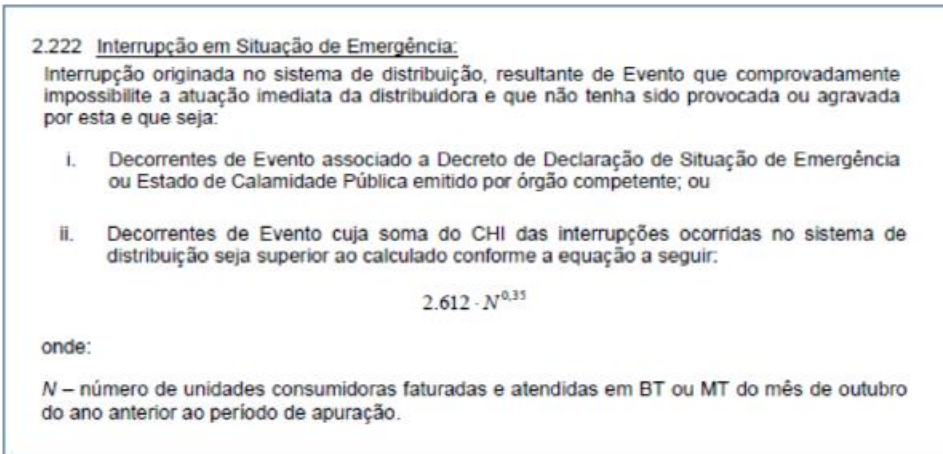 2.222 Interrupção em Situação de Emergência:
Interrupção originada no sistema de distribuição, resultante de Evento que comprovadamente
impossibilite a atuação imediata da distribuidora e que não tenha sido provocada ou agravada
por esta e que seja:
i. Decorrentes de Evento associado a Decreto de Declaração de Situação de Emergência
ou Estado de Calamidade Pública emitido por órgão competente; ou
ii. Decorrentes de Evento cuja soma do CHI das interrupções ocorridas no sistema de
distribuição seja superior ao calculado conforme a equação a seguir:
2.612 · N^0,35
onde:
N – número de unidades consumidoras faturadas e atendidas em BT ou MT do mês de outubro
do ano anterior ao período de apuração.